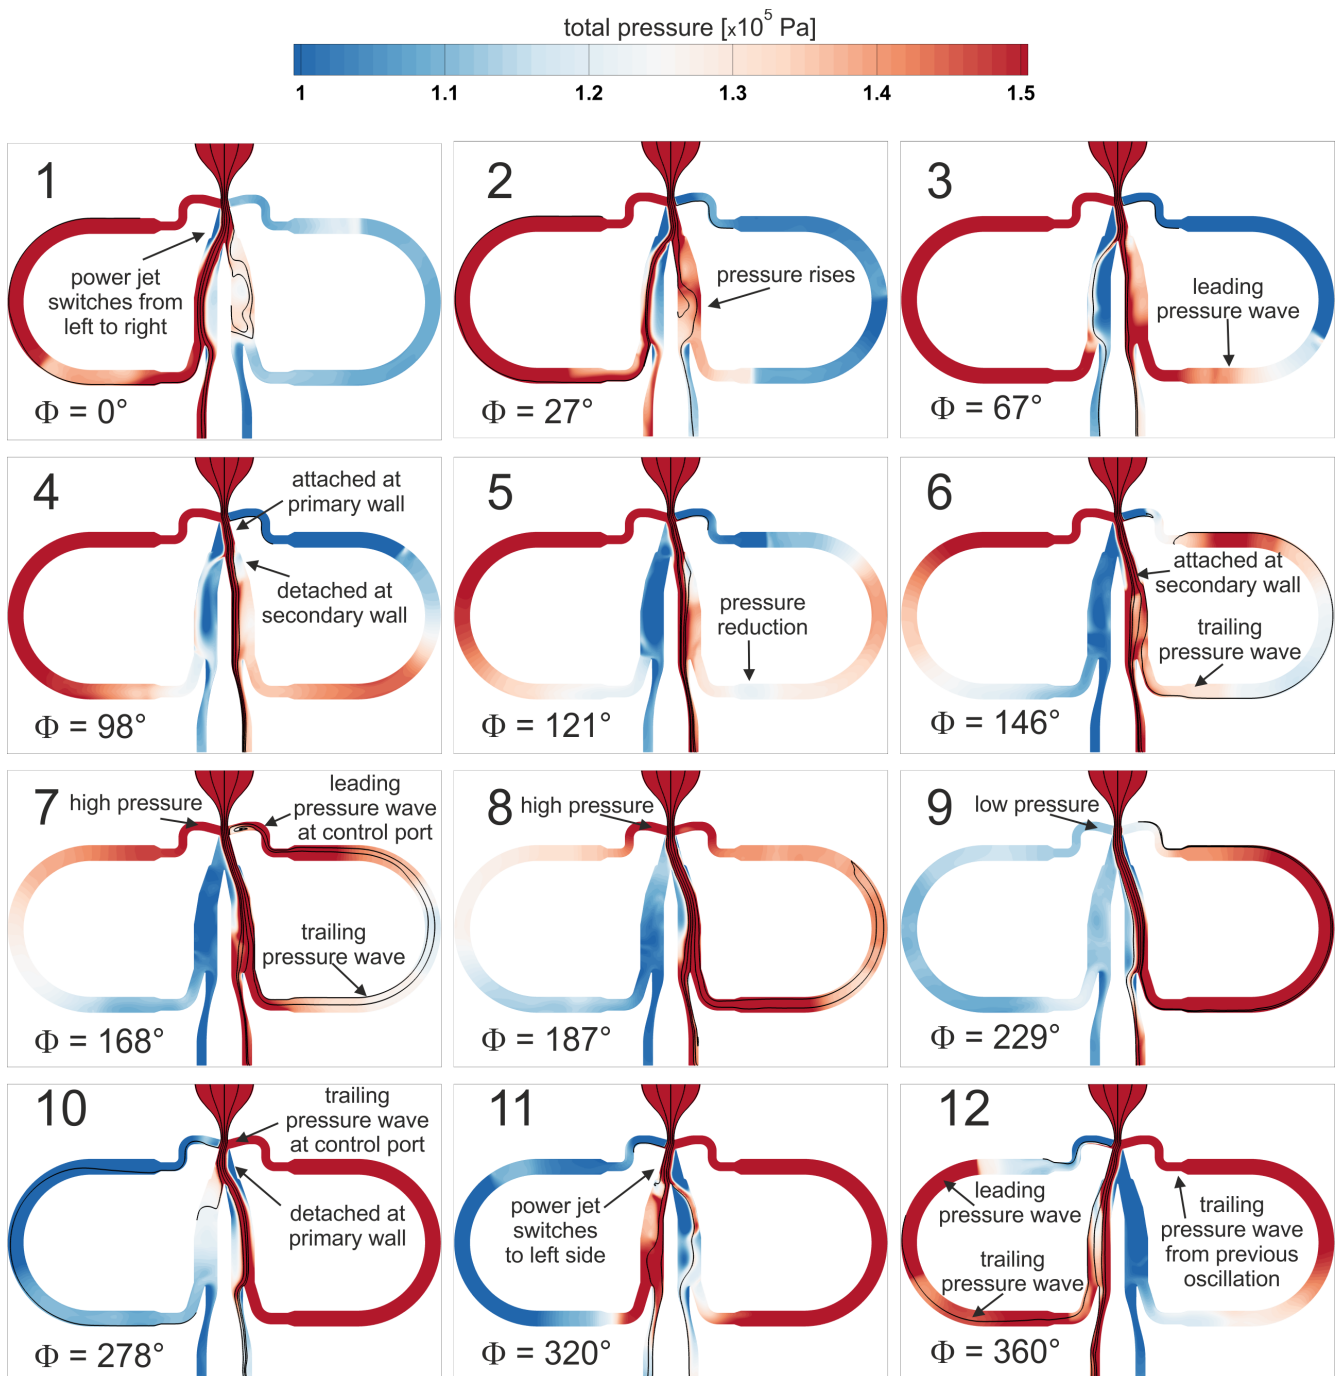 total pressure [x10⁵ Pa]
1 1.1 1.2 1.3 1.4 1.5
1
power jet
switches from
left to right
Φ = 0°
2
pressure rises
Φ = 27°
3
leading
pressure wave
Φ = 67°
4
attached at
primary wall
detached at
secondary wall
Φ = 98°
5
pressure
reduction
Φ = 121°
6
attached at
secondary wall
trailing
pressure wave
Φ = 146°
7
high pressure
leading
pressure wave
at control port
trailing
pressure wave
Φ = 168°
8
high pressure
Φ = 187°
9
low pressure
Φ = 229°
10
trailing
pressure wave
at control port
detached at
primary wall
Φ = 278°
11
power jet
switches
to left side
Φ = 320°
12
leading
pressure wave
trailing
pressure wave
trailing
pressure wave
from previous
oscillation
Φ = 360°